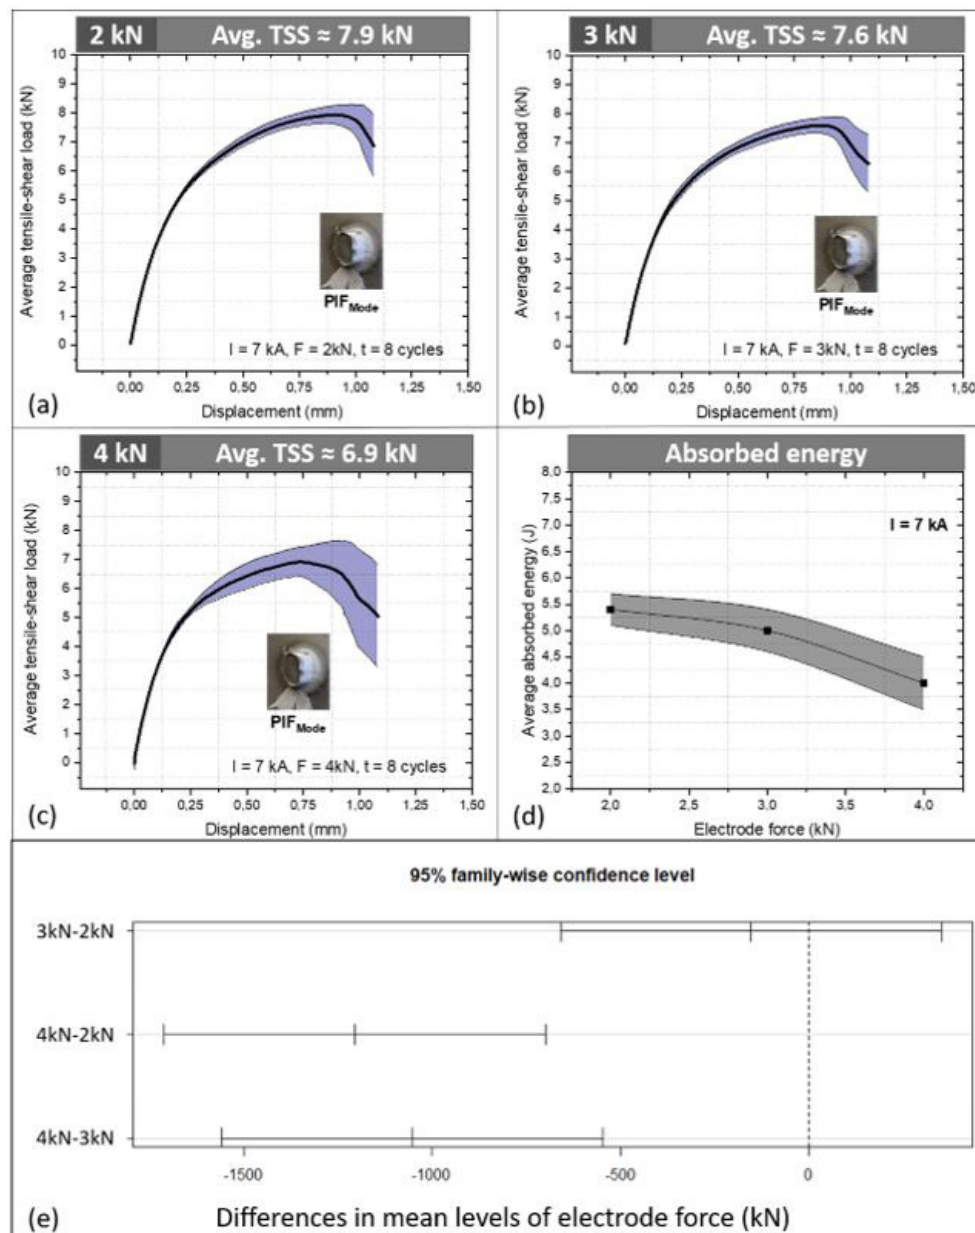 2 kN Avg. TSS ≈ 7.9 kN
Average tensile-shear load (kN)
10
9
8
7
6
5
4
3
2
1
0
PIF Mode
I = 7 kA, F = 2kN, t = 8 cycles
0,00 0,25 0,50 0,75 1,00 1,25 1,50
(a) Displacement (mm)
3 kN Avg. TSS ≈ 7.6 kN
Average tensile-shear load (kN)
10
9
8
7
6
5
4
3
2
1
0
PIF Mode
I = 7 kA, F = 3kN, t = 8 cycles
0,00 0,25 0,50 0,75 1,00 1,25 1,50
(b) Displacement (mm)
4 kN Avg. TSS ≈ 6.9 kN
Average tensile-shear load (kN)
10
9
8
7
6
5
4
3
2
1
0
PIF Mode
I = 7 kA, F = 4kN, t = 8 cycles
0,00 0,25 0,50 0,75 1,00 1,25 1,50
(c) Displacement (mm)
Absorbed energy
Average absorbed energy (J)
8.0
7.5
7.0
6.5
6.0
5.5
5.0
4.5
4.0
3.5
3.0
2.5
2.0
I = 7 kA
2,0 2,5 3,0 3,5 4,0
(d) Electrode force (kN)
95% family-wise confidence level
3kN-2kN
4kN-2kN
4kN-3kN
-1500 -1000 -500 0
(e) Differences in mean levels of electrode force (kN)